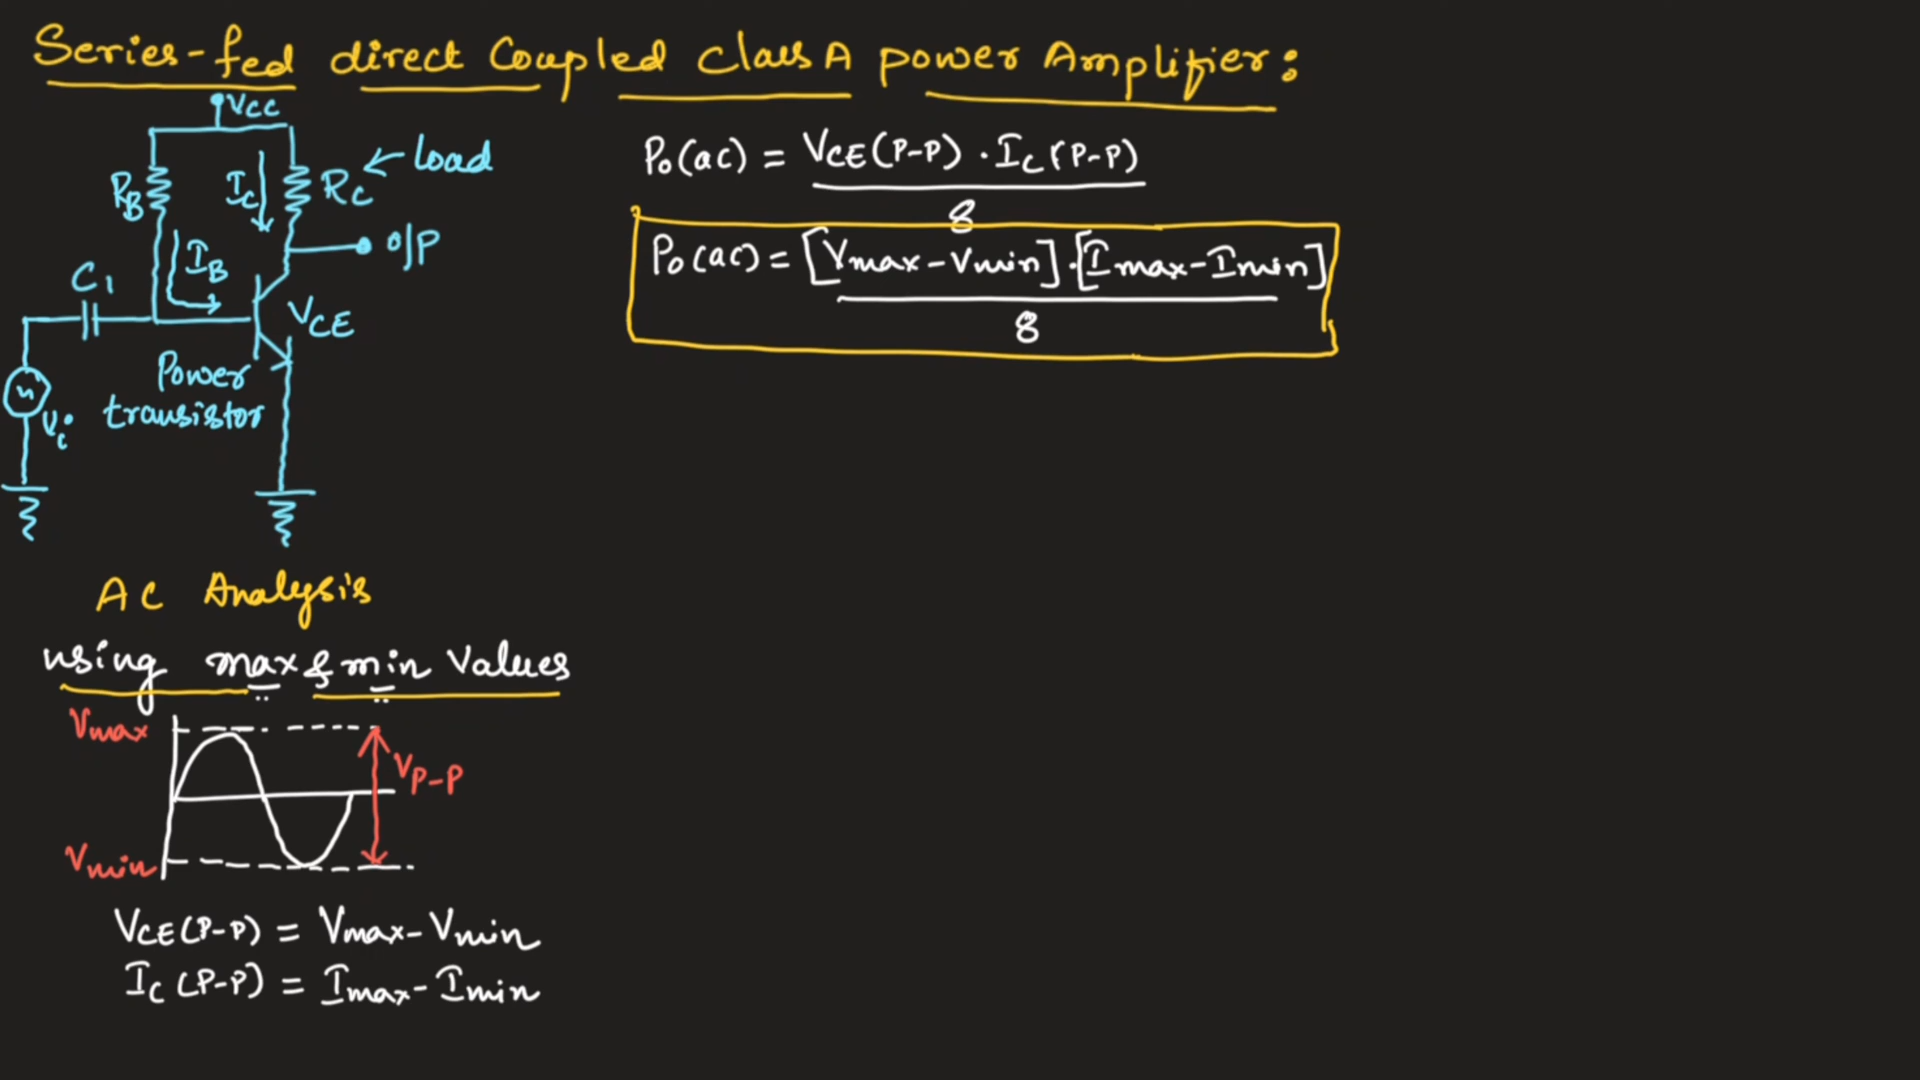 Series-fed direct Coupled Class A power Amplifier:
VCC
RB
IC
RC ← Load
IB
O/P
C1
VCE
Power transistor
Vi
AC Analysis
using max & min Values
Vmax
VP-P
Vmin
VCE(P-P) = Vmax - Vmin
IC (P-P) = Imax - Imin
Po(ac) = VCE(P-P) · IC(P-P) / 8
Po(ac) = [Vmax - Vmin] · [Imax - Imin] / 8